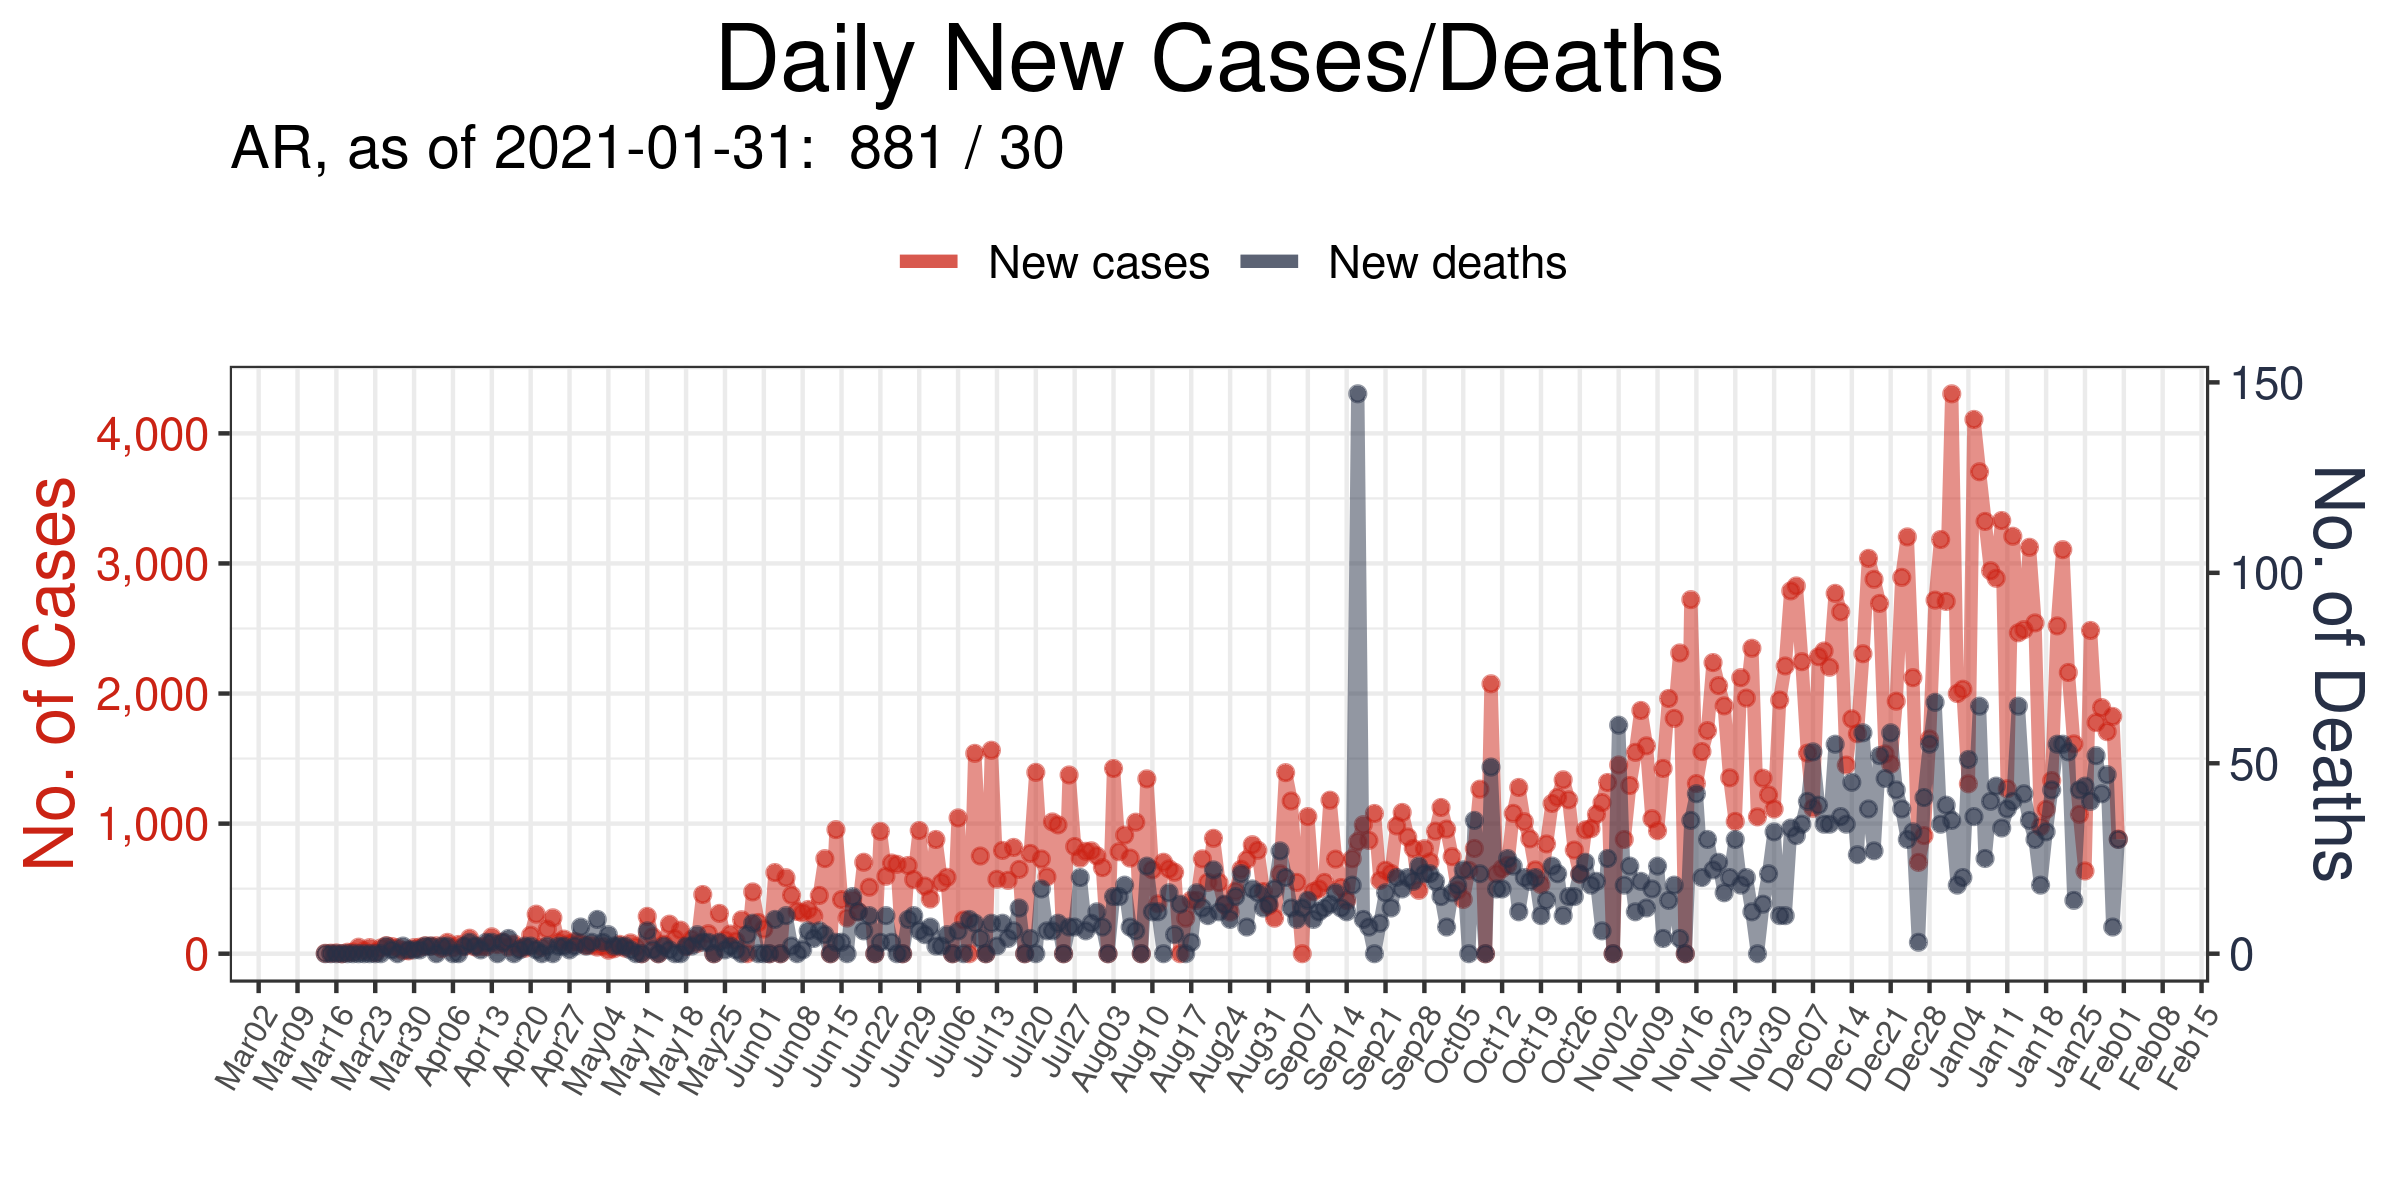 Daily New Cases/Deaths
AR, as of 2021-01-31:  881 / 30
New cases New deaths
No. of Cases
4,000
3,000
2,000
1,000
0
150
100
50
0
No. of Deaths
Mar02 Mar09 Mar16 Mar23 Mar30 Apr06 Apr13 Apr20 Apr27 May04 May11 May18 May25 Jun01 Jun08 Jun15 Jun22 Jun29 Jul06 Jul13 Jul20 Jul27 Aug03 Aug10 Aug17 Aug24 Aug31 Sep07 Sep14 Sep21 Sep28 Oct05 Oct12 Oct19 Oct26 Nov02 Nov09 Nov16 Nov23 Nov30 Dec07 Dec14 Dec21 Dec28 Jan04 Jan11 Jan18 Jan25 Feb01 Feb08 Feb15